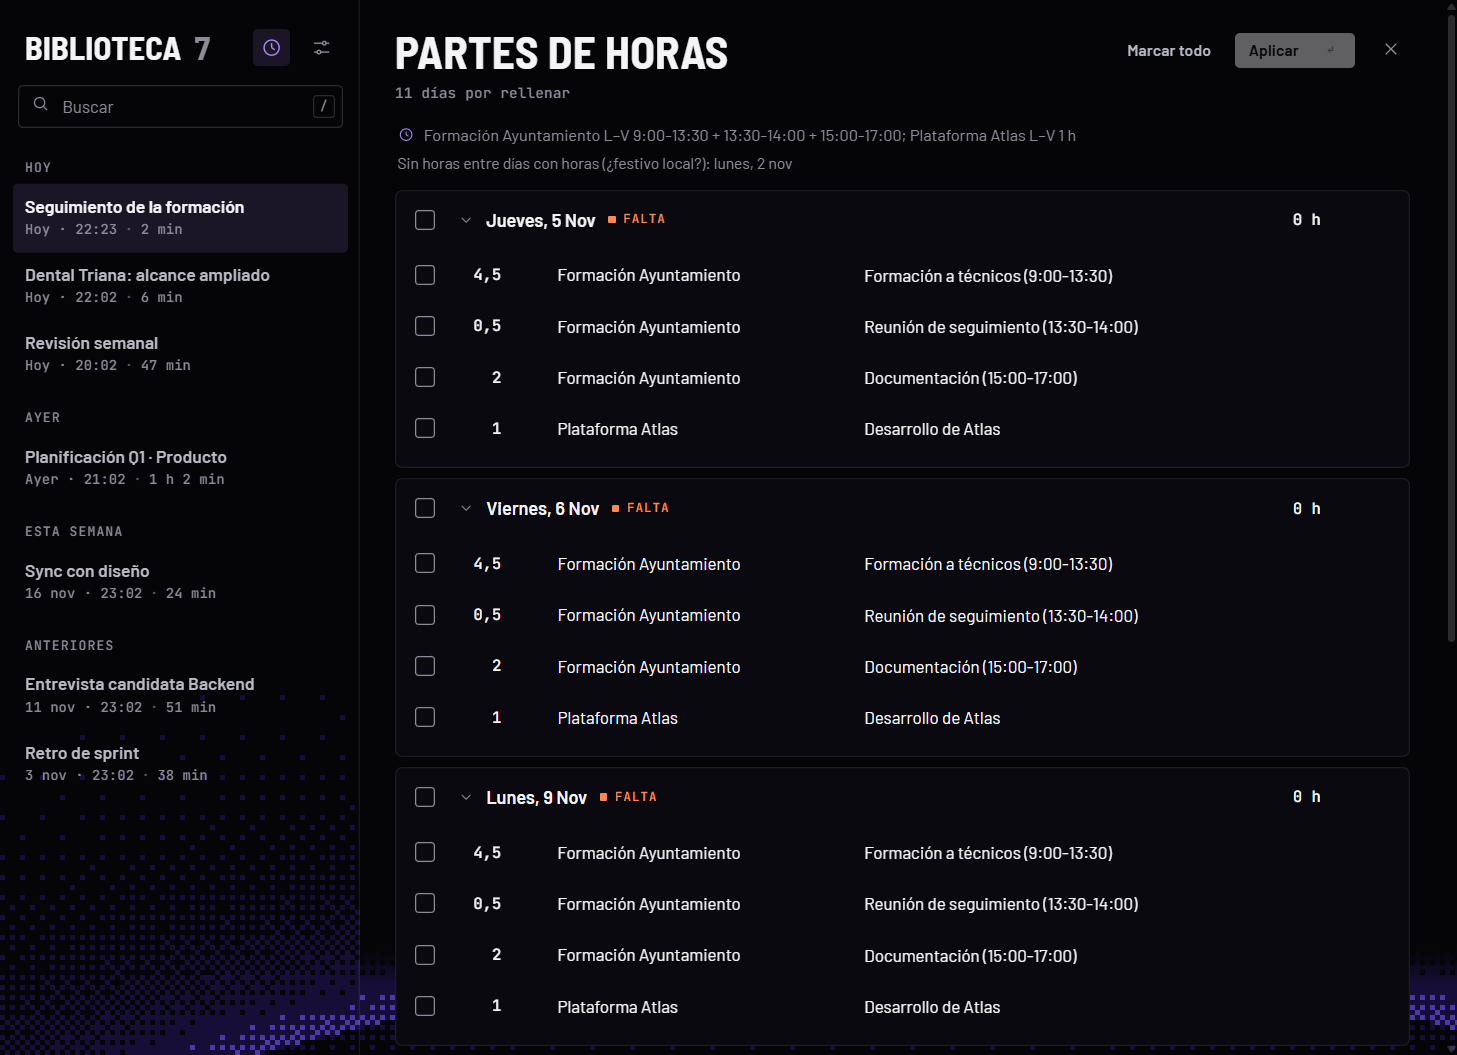 BIBLIOTECA 7
Buscar /
HOY
Seguimiento de la formación
Hoy · 22:23 · 2 min
Dental Triana: alcance ampliado
Hoy · 22:02 · 6 min
Revisión semanal
Hoy · 20:02 · 47 min
AYER
Planificación Q1 · Producto
Ayer · 21:02 · 1 h 2 min
ESTA SEMANA
Sync con diseño
16 nov · 23:02 · 24 min
ANTERIORES
Entrevista candidata Backend
11 nov · 23:02 · 51 min
Retro de sprint
3 nov · 23:02 · 38 min
PARTES DE HORAS
11 días por rellenar
Marcar todo
Aplicar ↲
Formación Ayuntamiento L–V 9:00-13:30 + 13:30-14:00 + 15:00-17:00; Plataforma Atlas L–V 1 h
Sin horas entre días con horas (¿festivo local?): lunes, 2 nov
Jueves, 5 Nov FALTA 0 h
4,5 Formación Ayuntamiento Formación a técnicos (9:00-13:30)
0,5 Formación Ayuntamiento Reunión de seguimiento (13:30-14:00)
2 Formación Ayuntamiento Documentación (15:00-17:00)
1 Plataforma Atlas Desarrollo de Atlas
Viernes, 6 Nov FALTA 0 h
4,5 Formación Ayuntamiento Formación a técnicos (9:00-13:30)
0,5 Formación Ayuntamiento Reunión de seguimiento (13:30-14:00)
2 Formación Ayuntamiento Documentación (15:00-17:00)
1 Plataforma Atlas Desarrollo de Atlas
Lunes, 9 Nov FALTA 0 h
4,5 Formación Ayuntamiento Formación a técnicos (9:00-13:30)
0,5 Formación Ayuntamiento Reunión de seguimiento (13:30-14:00)
2 Formación Ayuntamiento Documentación (15:00-17:00)
1 Plataforma Atlas Desarrollo de Atlas